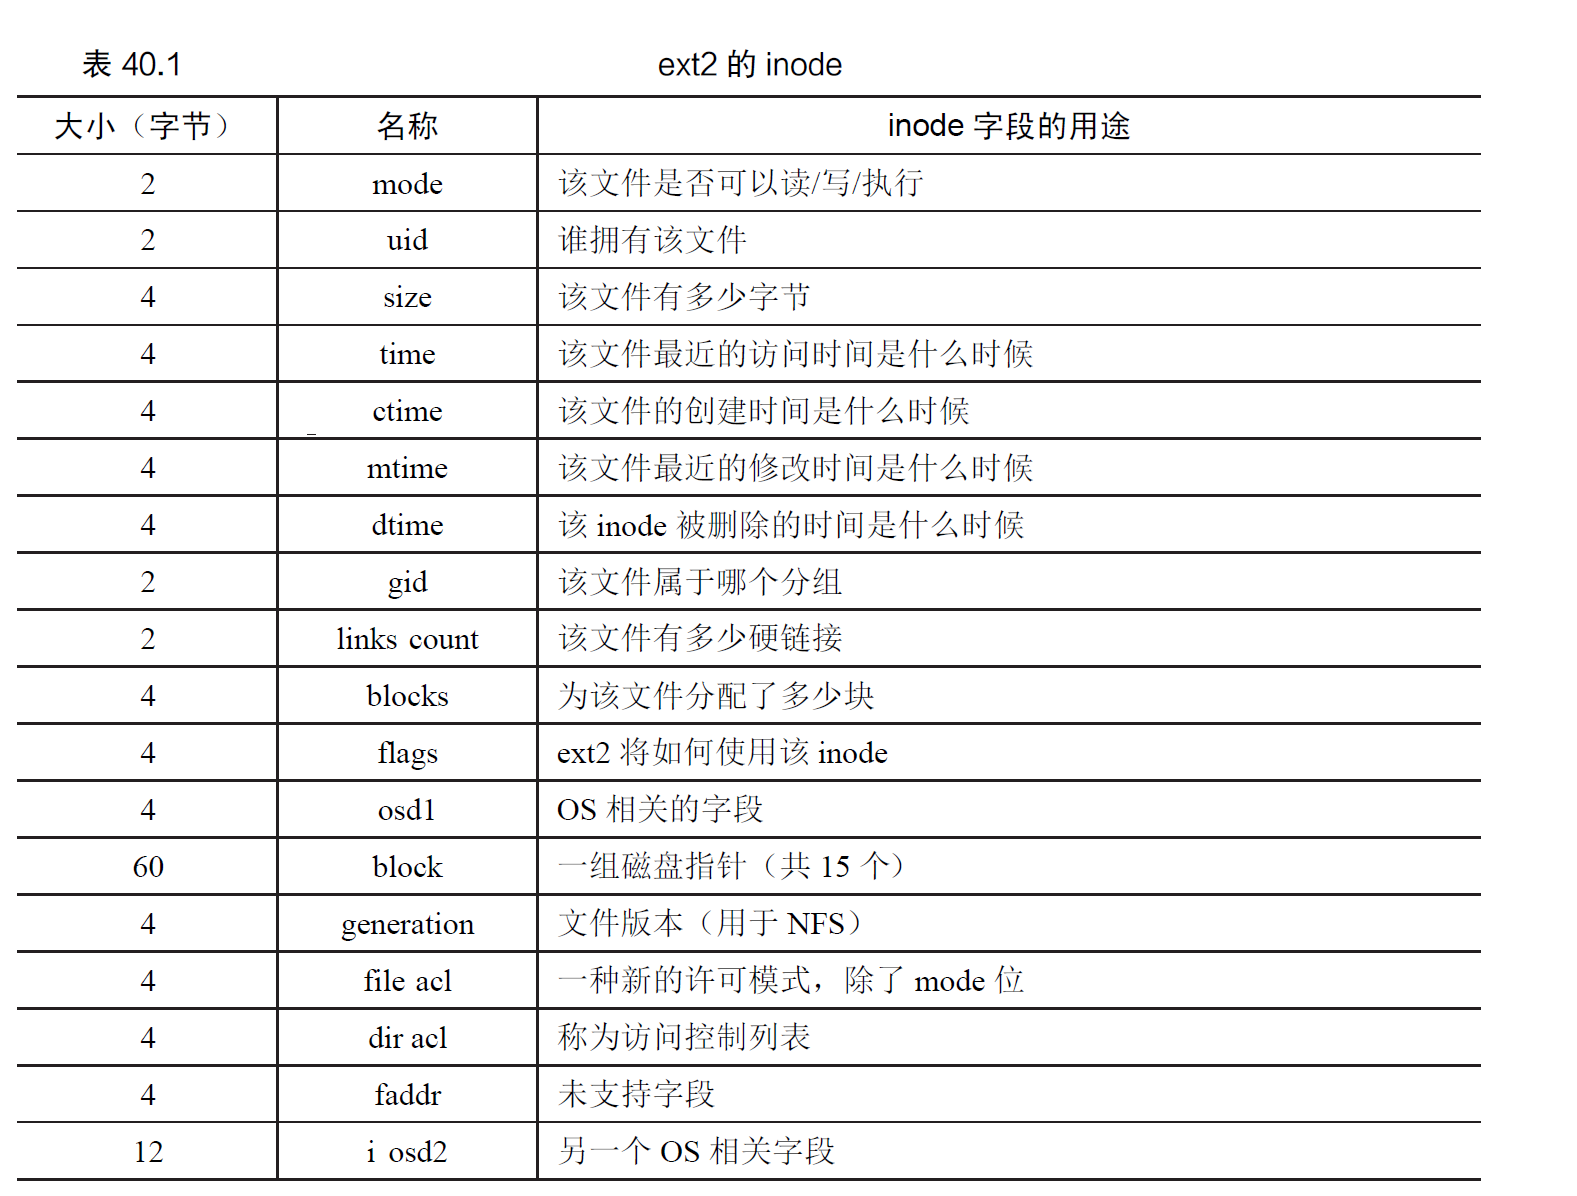 表 40.1 ext2 的 inode
大小（字节） 名称 inode 字段的用途
2 mode 该文件是否可以读/写/执行
2 uid 谁拥有该文件
4 size 该文件有多少字节
4 time 该文件最近的访问时间是什么时候
4 ctime 该文件的创建时间是什么时候
4 mtime 该文件最近的修改时间是什么时候
4 dtime 该 inode 被删除的时间是什么时候
2 gid 该文件属于哪个分组
2 links count 该文件有多少硬链接
4 blocks 为该文件分配了多少块
4 flags ext2 将如何使用该 inode
4 osd1 OS 相关的字段
60 block 一组磁盘指针（共 15 个）
4 generation 文件版本（用于 NFS）
4 file acl 一种新的许可模式，除了 mode 位
4 dir acl 称为访问控制列表
4 faddr 未支持字段
12 i osd2 另一个 OS 相关字段